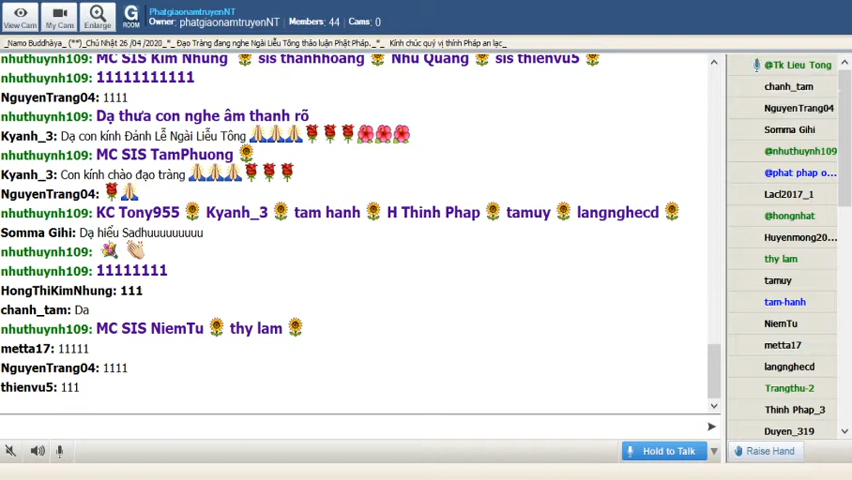 View Cam
My Cam
Enlarge
G
ROOM
PhatgiaonamtruyenNT
Owner: phatgiaonamtruyenNT Members: 44 Cams: 0
_Namo Buddhàya_ (**)_Chủ Nhật 26 /04 /2020_*_ Đạo Tràng đang nghe Ngài Liễu Tông thảo luận Phật Pháp._*_ Kính chúc quý vị thính Pháp an lạc_
nhuthuynh109: MC SIS Kim Nhung sis thanhhoang Nhu Quang sis thienvu5
nhuthuynh109: 11111111111
NguyenTrang04: 1111
nhuthuynh109: Dạ thưa con nghe âm thanh rõ
Kyanh_3: Dạ con kính Đảnh Lễ Ngài Liễu Tông
nhuthuynh109: MC SIS TamPhuong
Kyanh_3: Con kính chào đạo tràng
NguyenTrang04:
nhuthuynh109: KC Tony955 Kyanh_3 tam hanh H Thinh Phap tamuy langnghecd
Somma Gihi: Dạ hiểu Sadhuuuuuuuuu
nhuthuynh109:
nhuthuynh109: 11111111
HongThiKimNhung: 111
chanh_tam: Da
nhuthuynh109: MC SIS NiemTu thy lam
metta17: 11111
NguyenTrang04: 1111
thienvu5: 111
@Tk Lieu Tong
chanh_tam
NguyenTrang04
Somma Gihi
@nhuthuynh109
@phat phap o...
Lacl2017_1
@hongnhat
Huyenmong20...
thy lam
tamuy
tam-hanh
NiemTu
metta17
langnghecd
Trangthu-2
Thinh Phap_3
Duyen_319
Hold to Talk
Raise Hand